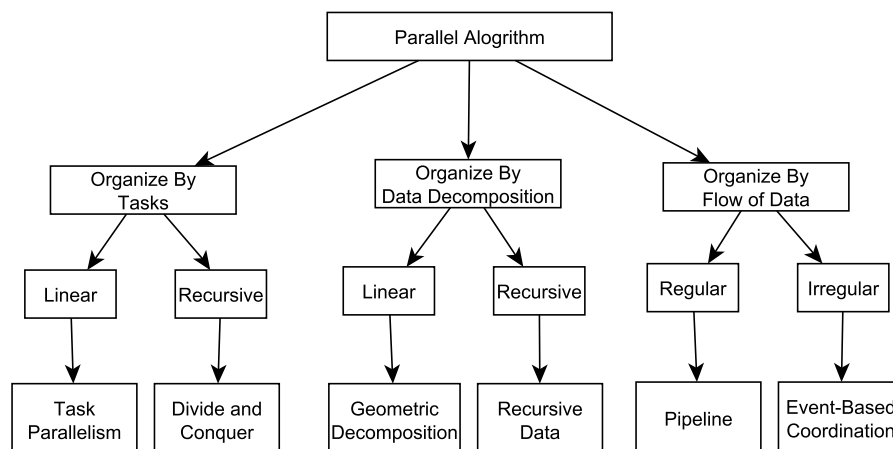 Parallel Alogrithm
Organize By
Tasks
Organize By
Data Decomposition
Organize By
Flow of Data
Linear
Recursive
Linear
Recursive
Regular
Irregular
Task
Parallelism
Divide and
Conquer
Geometric
Decomposition
Recursive
Data
Pipeline
Event-Based
Coordination